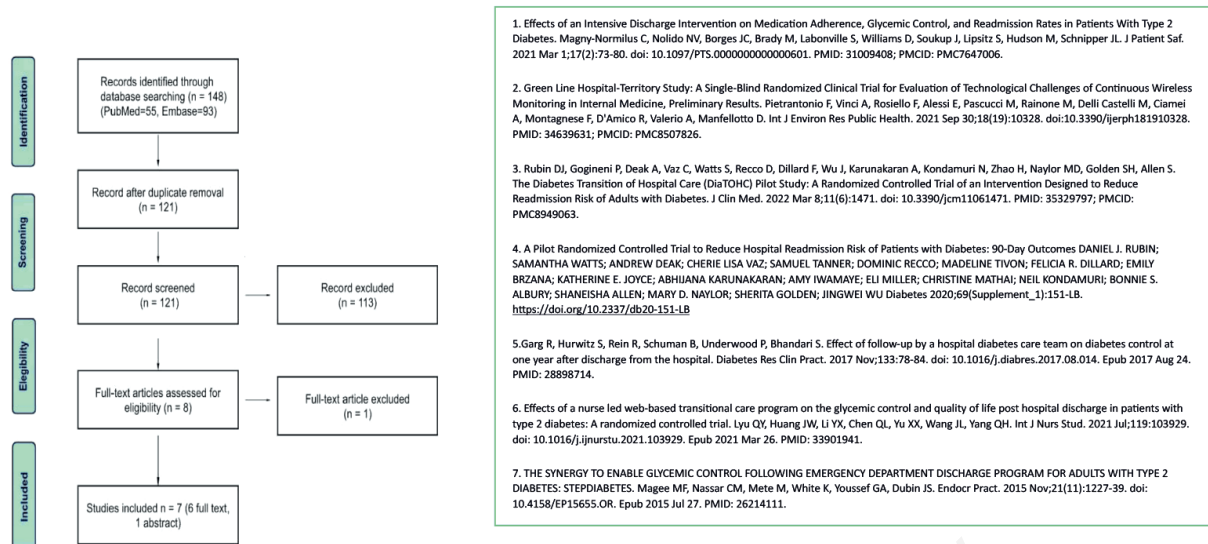 Identification
Records identified through
database searching (n = 148)
(PubMed=55, Embase=93)
Screening
Record after duplicate removal
(n = 121)
Record screened
(n = 121)
Record excluded
(n = 113)
Elegibility
Full-text articles assessed for
eligibility (n = 8)
Full-text article excluded
(n = 1)
Included
Studies included n = 7 (6 full text,
1 abstract)
1. Effects of an Intensive Discharge Intervention on Medication Adherence, Glycemic Control, and Readmission Rates in Patients With Type 2
Diabetes. Magny-Normilus C, Nolido NV, Borges JC, Brady M, Labonville S, Williams D, Soukup J, Lipsitz S, Hudson M, Schnipper JL. J Patient Saf.
2021 Mar 1;17(2):73-80. doi: 10.1097/PTS.0000000000000601. PMID: 31009408; PMCID: PMC7647006.
2. Green Line Hospital-Territory Study: A Single-Blind Randomized Clinical Trial for Evaluation of Technological Challenges of Continuous Wireless
Monitoring in Internal Medicine, Preliminary Results. Pietrantonio F, Vinci A, Rosiello F, Alessi E, Pascucci M, Rainone M, Delli Castelli M, Ciamei
A, Montagnese F, D'Amico R, Valerio A, Manfellotto D. Int J Environ Res Public Health. 2021 Sep 30;18(19):10328. doi:10.3390/ijerph181910328.
PMID: 34639631; PMCID: PMC8507826.
3. Rubin DJ, Gogineni P, Deak A, Vaz C, Watts S, Recco D, Dillard F, Wu J, Karunakaran A, Kondamuri N, Zhao H, Naylor MD, Golden SH, Allen S.
The Diabetes Transition of Hospital Care (DiaTOHC) Pilot Study: A Randomized Controlled Trial of an Intervention Designed to Reduce
Readmission Risk of Adults with Diabetes. J Clin Med. 2022 Mar 8;11(6):1471. doi: 10.3390/jcm11061471. PMID: 35329797; PMCID:
PMC8949063.
4. A Pilot Randomized Controlled Trial to Reduce Hospital Readmission Risk of Patients with Diabetes: 90-Day Outcomes DANIEL J. RUBIN;
SAMANTHA WATTS; ANDREW DEAK; CHERIE LISA VAZ; SAMUEL TANNER; DOMINIC RECCO; MADELINE TIVON; FELICIA R. DILLARD; EMILY
BRZANA; KATHERINE E. JOYCE; ABHIJANA KARUNAKARAN; AMY IWAMAYE; ELI MILLER; CHRISTINE MATHAI; NEIL KONDAMURI; BONNIE S.
ALBURY; SHANEISHA ALLEN; MARY D. NAYLOR; SHERITA GOLDEN; JINGWEI WU Diabetes 2020;69(Supplement_1):151-LB.
https://doi.org/10.2337/db20-151-LB
5.Garg R, Hurwitz S, Rein R, Schuman B, Underwood P, Bhandari S. Effect of follow-up by a hospital diabetes care team on diabetes control at
one year after discharge from the hospital. Diabetes Res Clin Pract. 2017 Nov;133:78-84. doi: 10.1016/j.diabres.2017.08.014. Epub 2017 Aug 24.
PMID: 28898714.
6. Effects of a nurse led web-based transitional care program on the glycemic control and quality of life post hospital discharge in patients with
type 2 diabetes: A randomized controlled trial. Lyu QY, Huang JW, Li YX, Chen QL, Yu XX, Wang JL, Yang QH. Int J Nurs Stud. 2021 Jul;119:103929.
doi: 10.1016/j.ijnurstu.2021.103929. Epub 2021 Mar 26. PMID: 33901941.
7. THE SYNERGY TO ENABLE GLYCEMIC CONTROL FOLLOWING EMERGENCY DEPARTMENT DISCHARGE PROGRAM FOR ADULTS WITH TYPE 2
DIABETES: STEPDIABETES. Magee MF, Nassar CM, Mete M, White K, Youssef GA, Dubin JS. Endocr Pract. 2015 Nov;21(11):1227-39. doi:
10.4158/EP15655.OR. Epub 2015 Jul 27. PMID: 26214111.